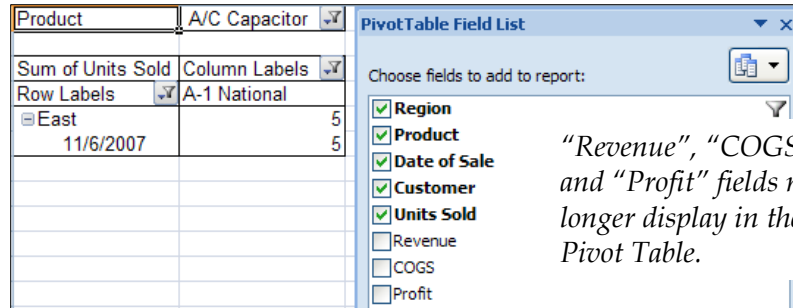 Product A/C Capacitor
Sum of Units Sold Column Labels
Row Labels A-1 National
East 5
11/6/2007 5
PivotTable Field List
Choose fields to add to report:
Region
Product
Date of Sale
Customer
Units Sold
Revenue
COGS
Profit
"Revenue", "COGS
and "Profit" fields
longer display in
Pivot Table.